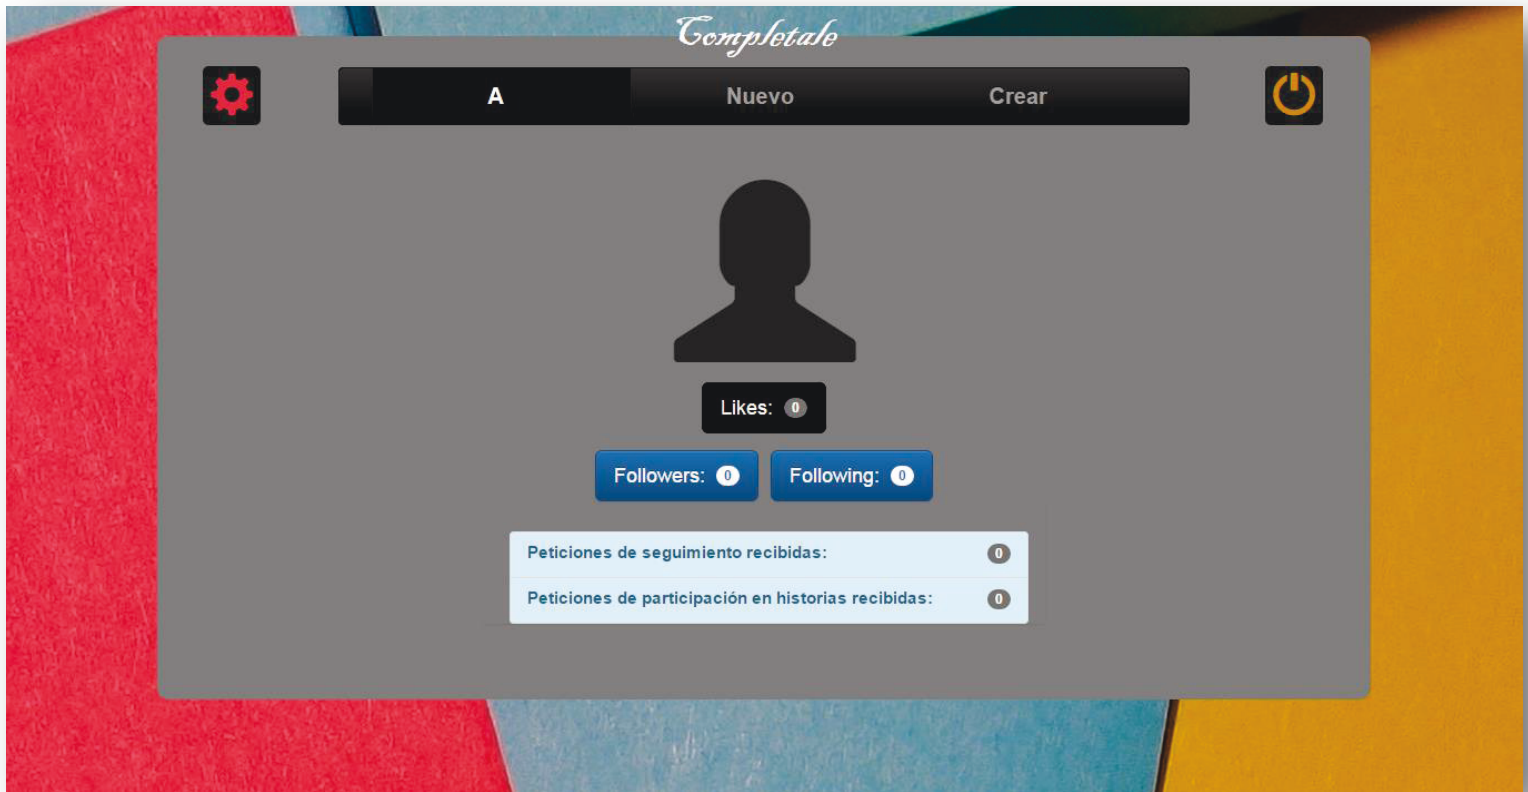 Completale
A Nuevo Crear
Likes: 0
Followers: 0 Following: 0
Peticiones de seguimiento recibidas: 0
Peticiones de participación en historias recibidas: 0